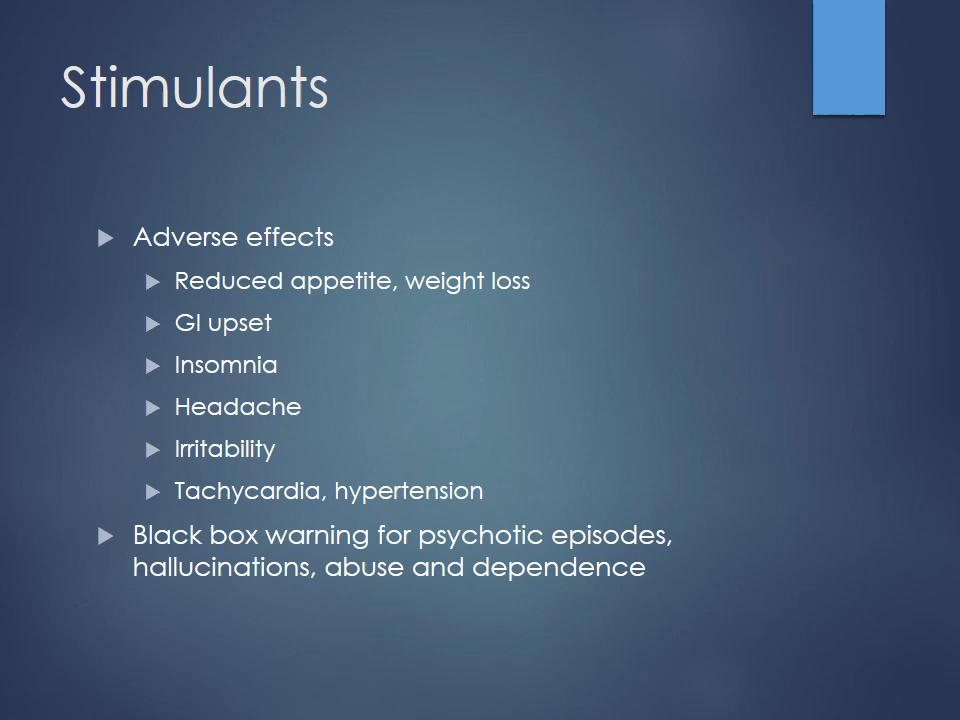 Stimulants
Adverse effects
Reduced appetite, weight loss
GI upset
Insomnia
Headache
Irritability
Tachycardia, hypertension
Black box warning for psychotic episodes,
hallucinations, abuse and dependence